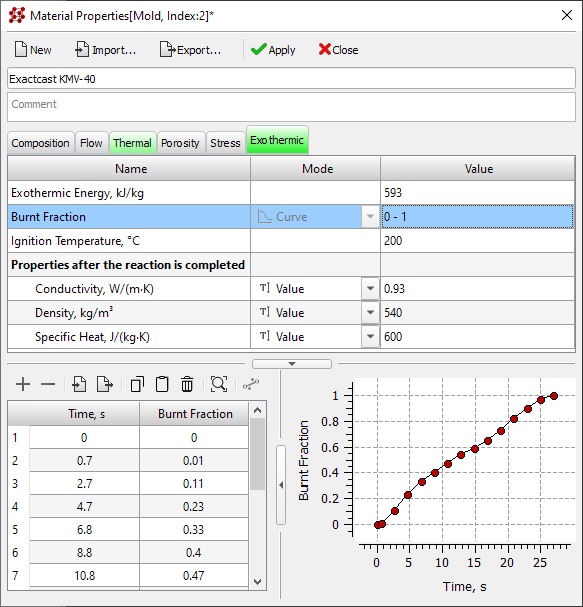 Material Properties[Mold, Index:2]*
New Import... Export... Apply Close
Exactcast KMV-40
Comment
Composition Flow Thermal Porosity Stress Exothermic
Name Mode Value
Exothermic Energy, kJ/kg 593
Burnt Fraction Curve 0 - 1
Ignition Temperature, °C 200
Properties after the reaction is completed
Conductivity, W/(m·K) Value 0.93
Density, kg/m³ Value 540
Specific Heat, J/(kg·K) Value 600
Time, s Burnt Fraction
1 0 0
2 0.7 0.01
3 2.7 0.11
4 4.7 0.23
5 6.8 0.33
6 8.8 0.4
7 10.8 0.47
Burnt Fraction
1
0.8
0.6
0.4
0.2
0
0 5 10 15 20 25
Time, s